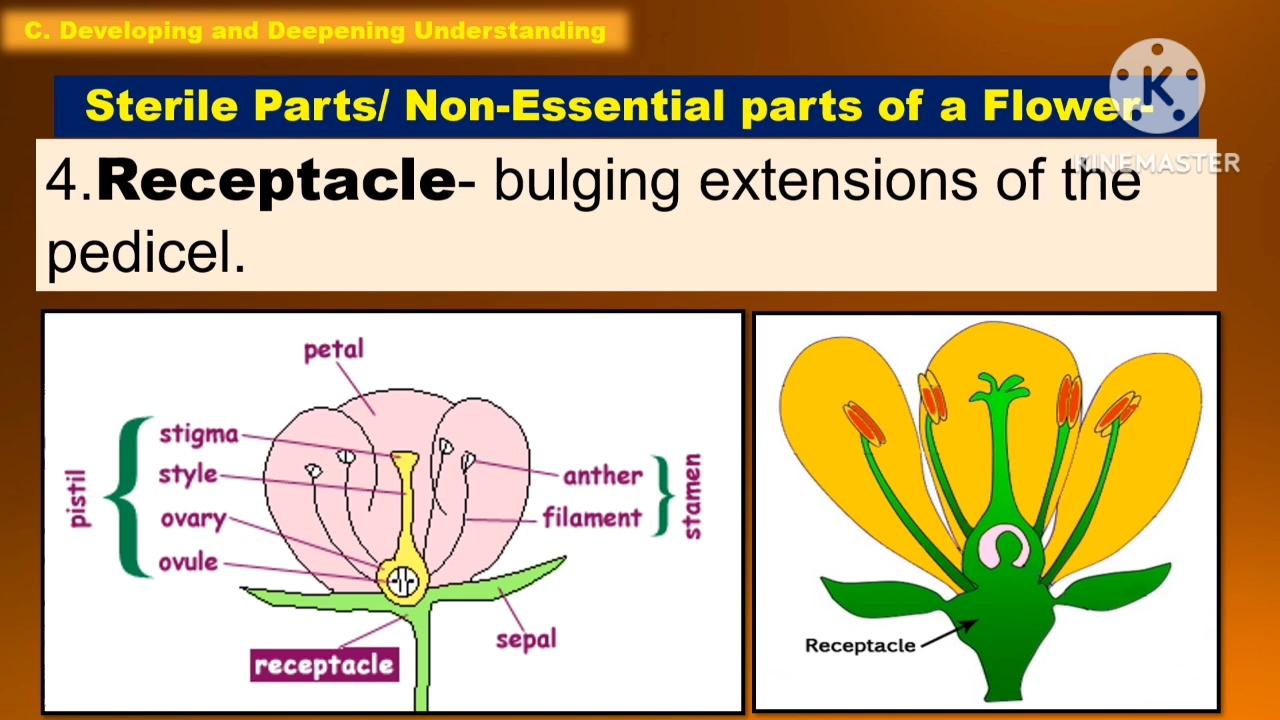 C. Developing and Deepening Understanding
Sterile Parts/ Non-Essential parts of a Flower-
K
KINEMASTER
4.Receptacle- bulging extensions of the
pedicel.
petal
stigma
style
ovary
ovule
pistil
anther
filament
stamen
sepal
receptacle
Receptacle